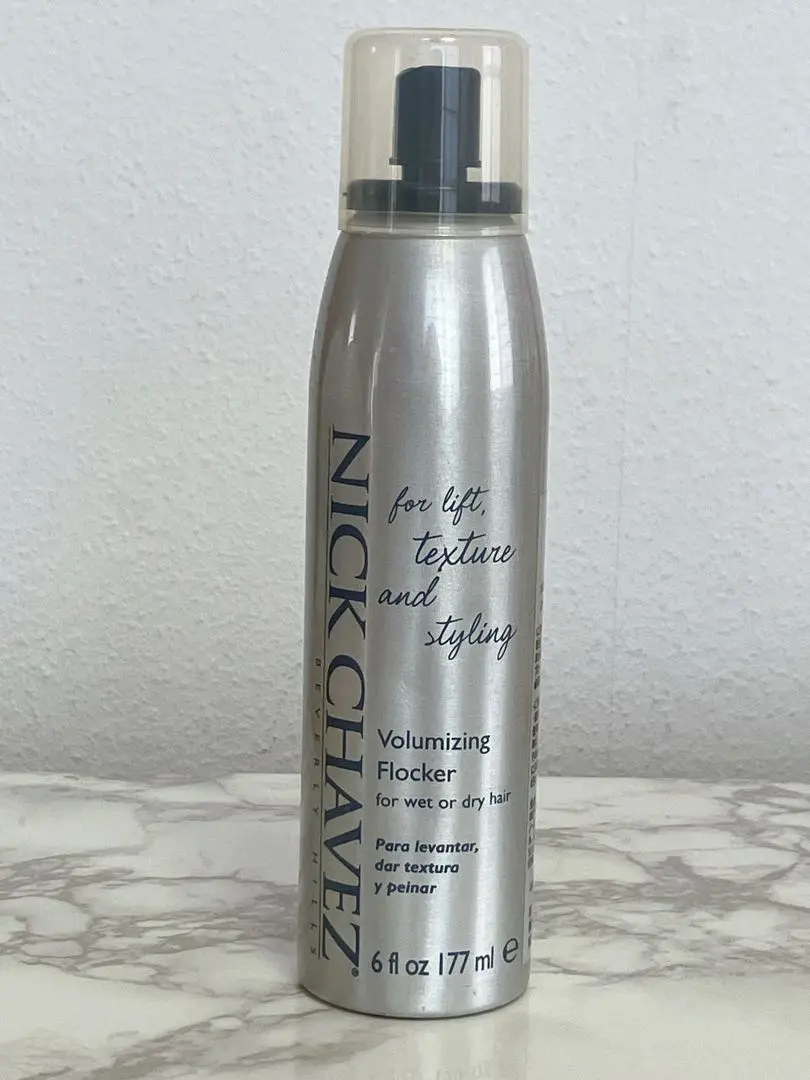 NICK CHAVEZ®
BEVERLY HILLS
for lift,
texture
and
styling
Volumizing
Flocker
for wet or dry hair
Para levantar,
dar textura
y peinar
6 fl oz 177 ml e